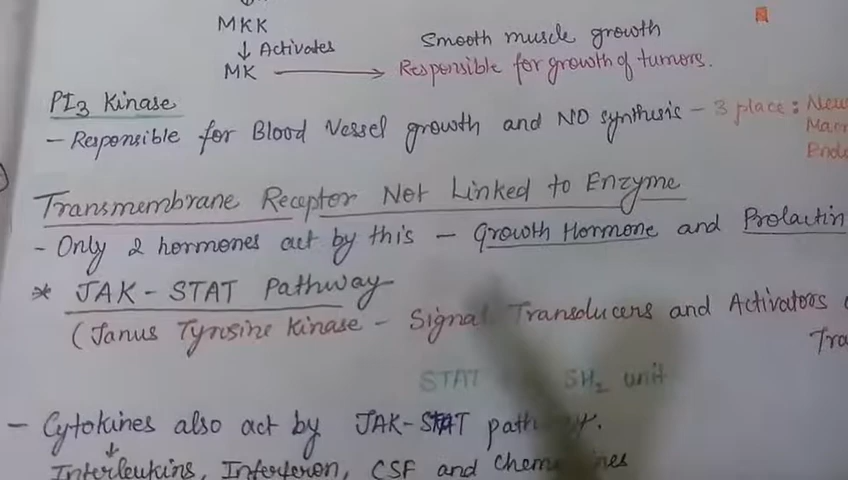 MKK
↓ Activates
Smooth muscle growth
MK → Responsible for growth of tumors.
PI3 Kinase
- Responsible for Blood Vessel growth and NO synthesis - 3 place :
Transmembrane Receptor Not Linked to Enzyme
- Only 2 hormones act by this - Growth Hormone and Prolactin
* JAK - STAT Pathway
(Janus Tyrosine Kinase - Signal Transducers and Activators
STAT SH2 unit
- Cytokines also act by JAK-STAT
↓
Interleukins, Interferon, CSF and